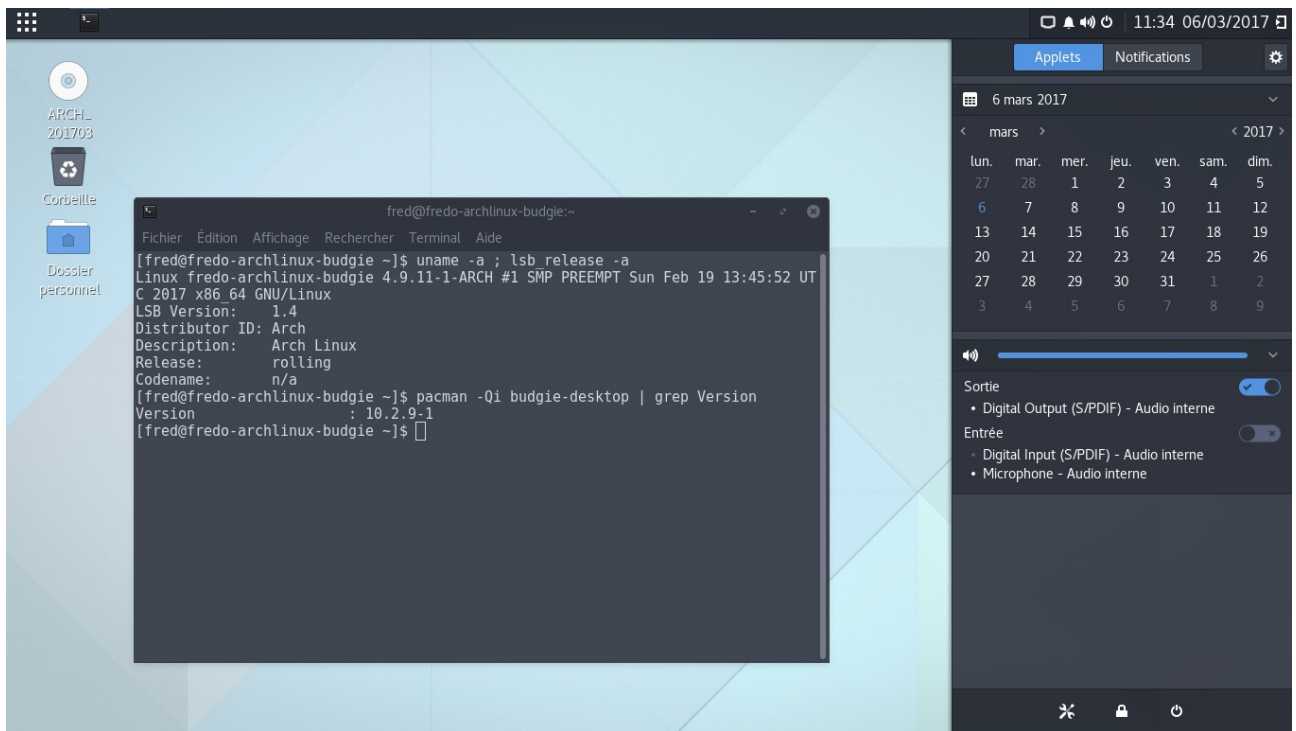 11:34 06/03/2017
ARCH_
201703
Corbeille
Dossier
personnel
fred@fredo-archlinux-budgie:~
Fichier Édition Affichage Rechercher Terminal Aide
[fred@fredo-archlinux-budgie ~]$ uname -a ; lsb_release -a
Linux fredo-archlinux-budgie 4.9.11-1-ARCH #1 SMP PREEMPT Sun Feb 19 13:45:52 UT
C 2017 x86_64 GNU/Linux
LSB Version:    1.4
Distributor ID: Arch
Description:    Arch Linux
Release:        rolling
Codename:       n/a
[fred@fredo-archlinux-budgie ~]$ pacman -Qi budgie-desktop | grep Version
Version                  : 10.2.9-1
[fred@fredo-archlinux-budgie ~]$
Applets Notifications
6 mars 2017
< mars > < 2017 >
lun. mar. mer. jeu. ven. sam. dim.
27 28 1 2 3 4 5
6 7 8 9 10 11 12
13 14 15 16 17 18 19
20 21 22 23 24 25 26
27 28 29 30 31 1 2
3 4 5 6 7 8 9
Sortie
• Digital Output (S/PDIF) - Audio interne
Entrée
• Digital Input (S/PDIF) - Audio interne
• Microphone - Audio interne